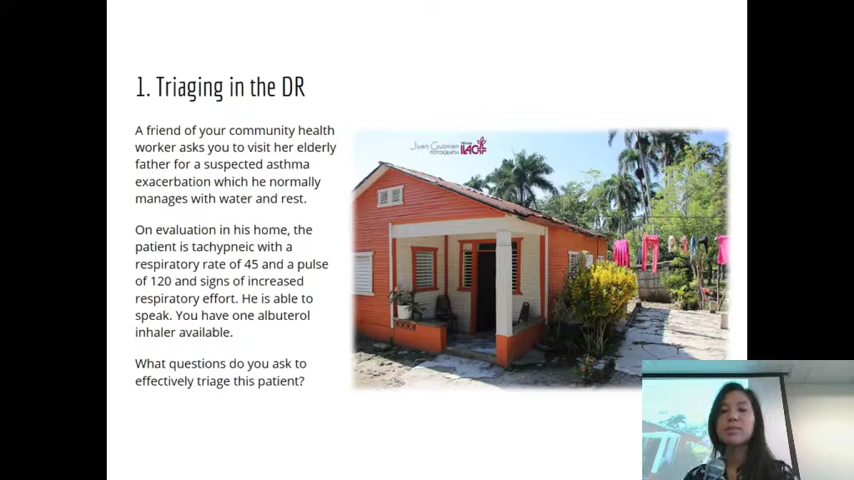 1. Triaging in the DR
A friend of your community health
worker asks you to visit her elderly
father for a suspected asthma
exacerbation which he normally
manages with water and rest.
On evaluation in his home, the
patient is tachypneic with a
respiratory rate of 45 and a pulse
of 120 and signs of increased
respiratory effort. He is able to
speak. You have one albuterol
inhaler available.
What questions do you ask to
effectively triage this patient?
Juan Guzman
FOTOGRAFIA
ILAC